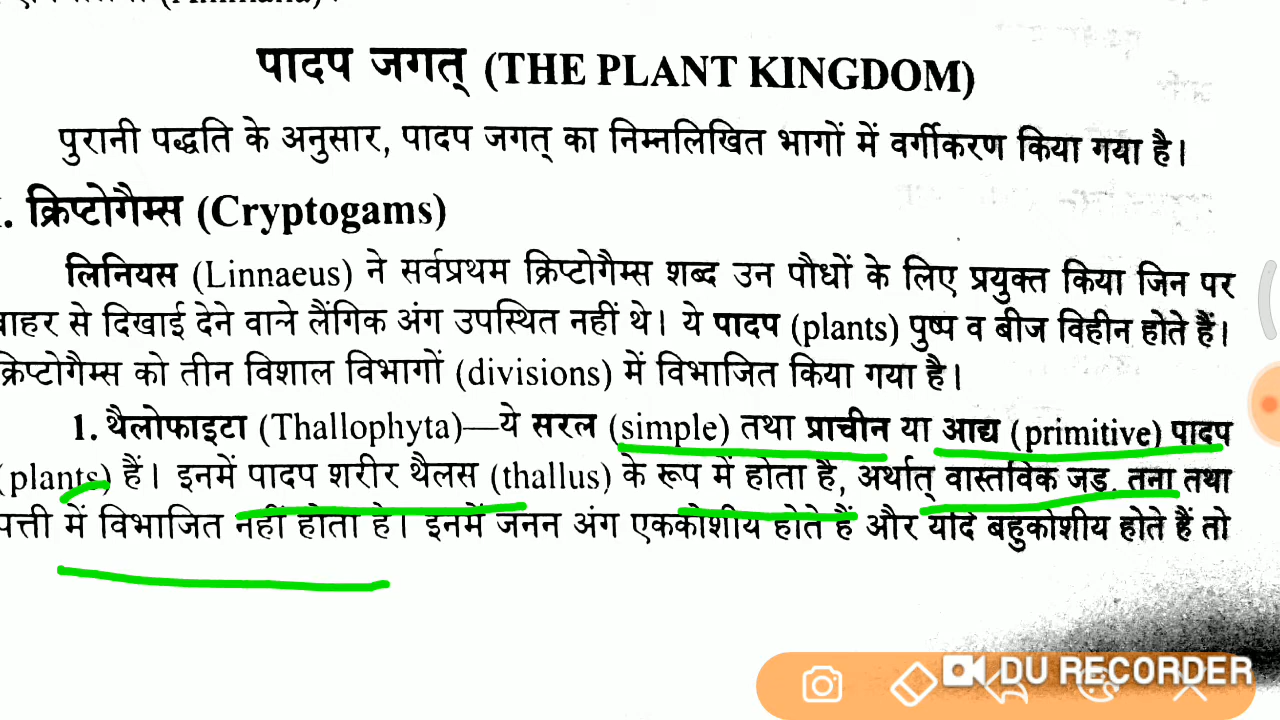 (Animalia)
पादप जगत् (THE PLANT KINGDOM)
पुरानी पद्धति के अनुसार, पादप जगत् का निम्नलिखित भागों में वर्गीकरण किया गया है।
. क्रिप्टोगैम्स (Cryptogams)
लिनियस (Linnaeus) ने सर्वप्रथम क्रिप्टोगैम्स शब्द उन पौधों के लिए प्रयुक्त किया जिन पर
बाहर से दिखाई देने वाले लैंगिक अंग उपस्थित नहीं थे। ये पादप (plants) पुष्प व बीज विहीन होते हैं।
क्रिप्टोगैम्स को तीन विशाल विभागों (divisions) में विभाजित किया गया है।
1. थैलोफाइटा (Thallophyta)—ये सरल (simple) तथा प्राचीन या आद्य (primitive) पादप
(plants) हैं। इनमें पादप शरीर थैलस (thallus) के रूप में होता है, अर्थात् वास्तविक जड़, तना तथा
पत्ती में विभाजित नहीं होता है। इनमें जनन अंग एककोशीय होते हैं और यदि बहुकोशीय होते हैं तो
DU RECORDER